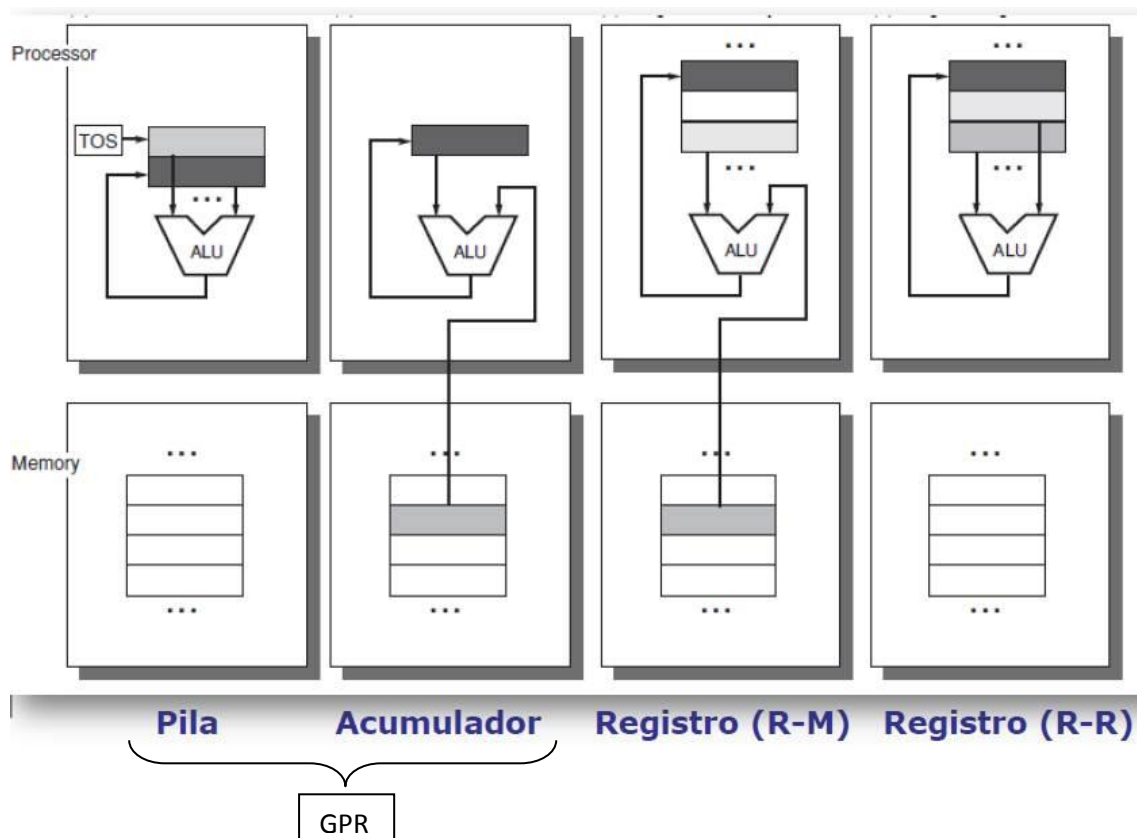 Processor
TOS
...
...
...
...
...
ALU
ALU
ALU
ALU
Memory
...
...
...
...
...
...
...
...
Pila
Acumulador
Registro (R-M)
Registro (R-R)
GPR